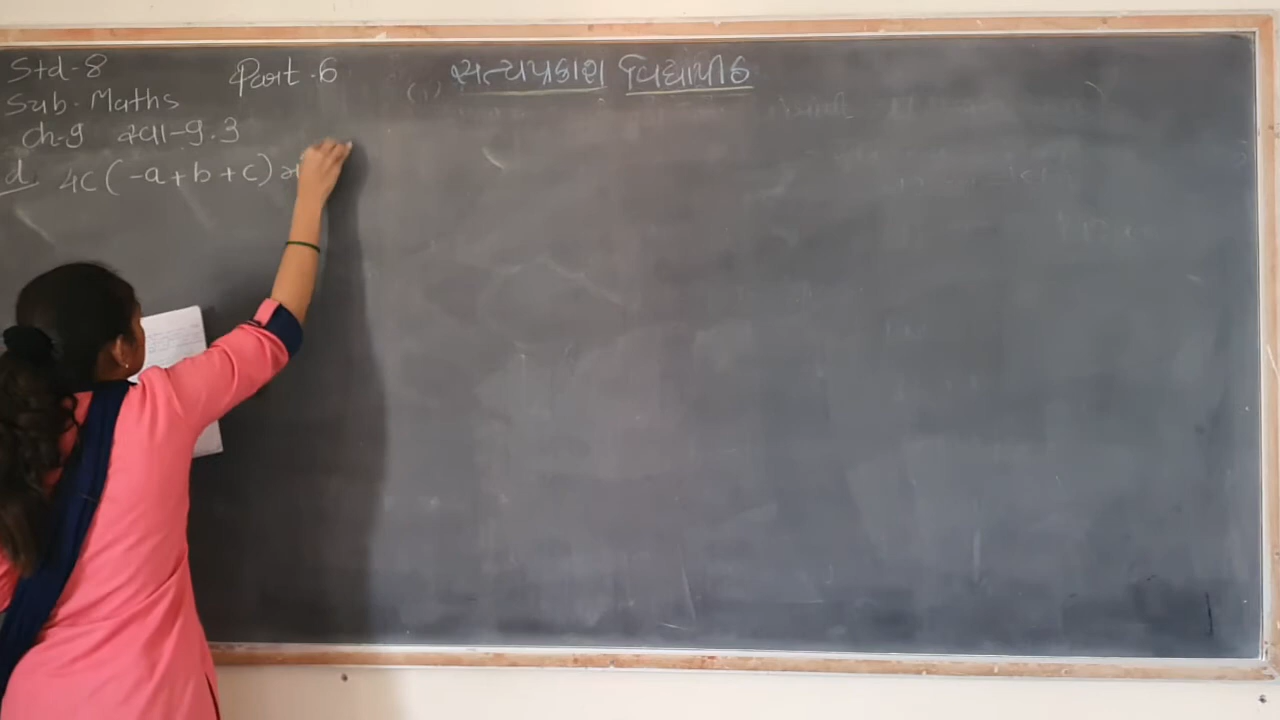 Std-8
Sub- Maths
Ch-9 સ્વા-9.3
Part-6
સત્યપ્રકાશ વિદ્યાપીઠ
d 4c(-a+b+c)